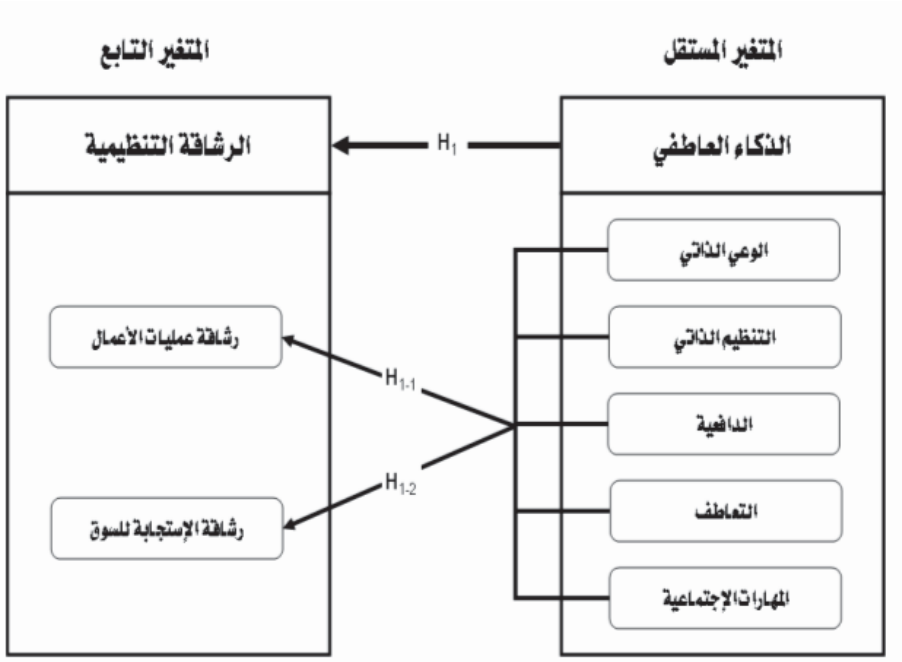 المتغير المستقل
المتغير التابع
الذكاء العاطفي
H1
الرشاقة التنظيمية
الوعي الذاتي
التنظيم الذاتي
الدافعية
التعاطف
المهارات الإجتماعية
H1-1
H1-2
رشاقة عمليات الأعمال
رشاقة الإستجابة للسوق